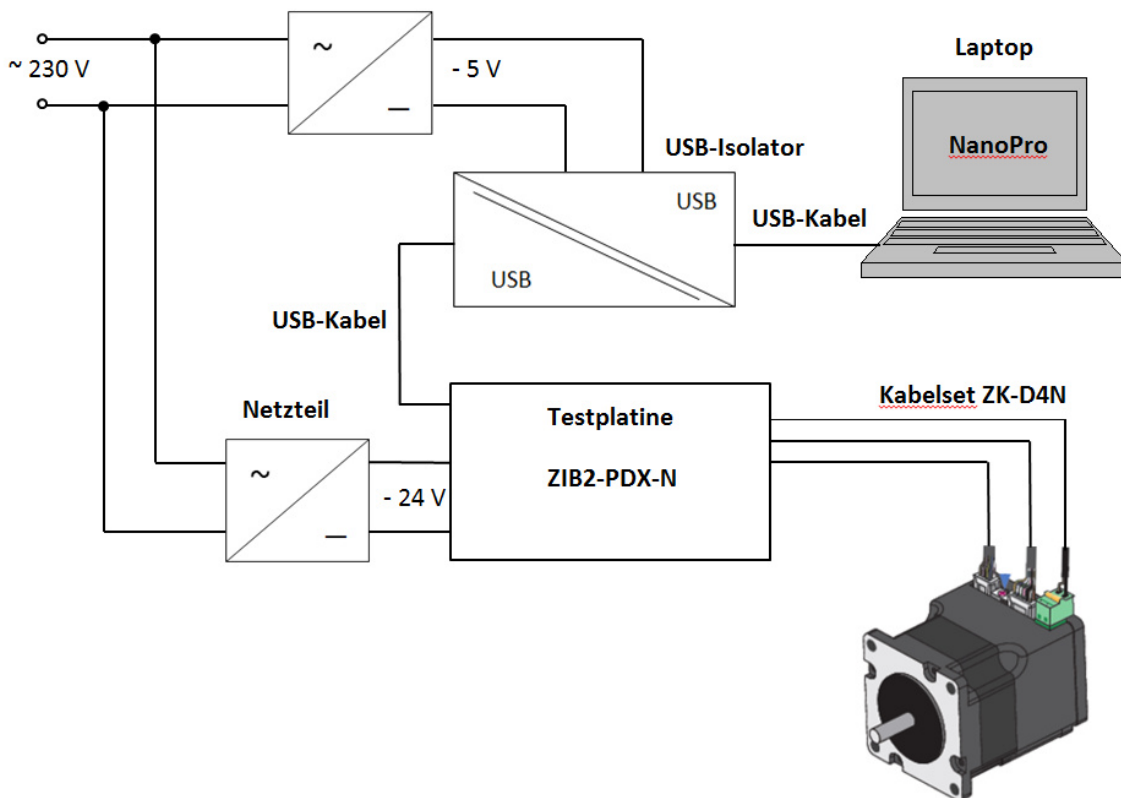 ~ 230 V
~
–
- 5 V
Laptop
NanoPro
USB-Isolator
USB
USB
USB-Kabel
USB-Kabel
Netzteil
~
–
- 24 V
Testplatine
ZIB2-PDX-N
Kabelset ZK-D4N